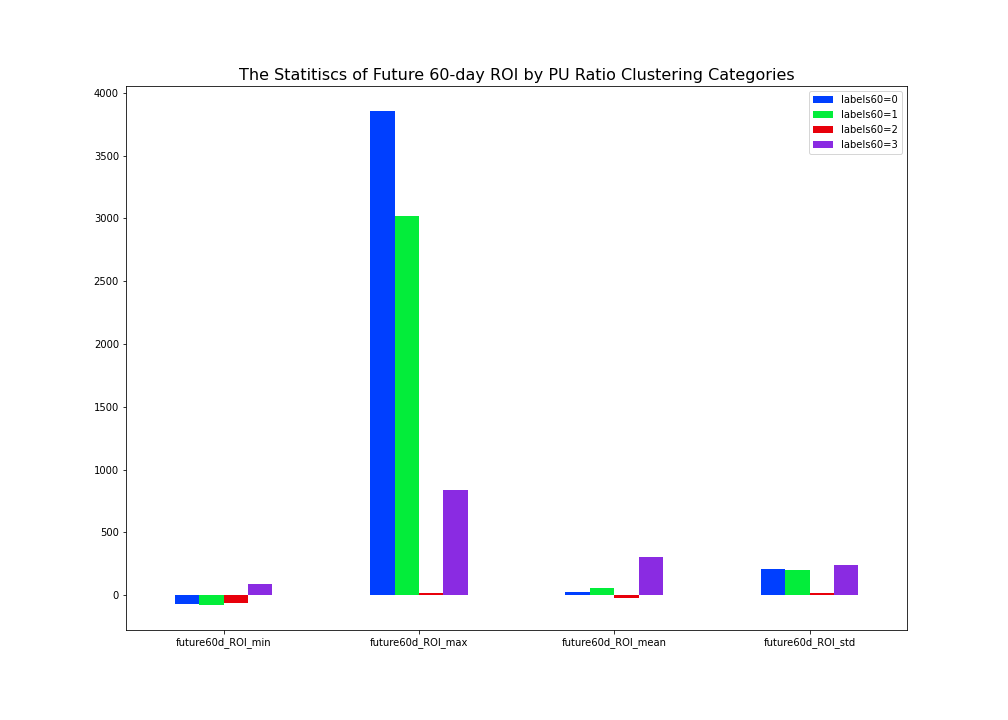 The Statitiscs of Future 60-day ROI by PU Ratio Clustering Categories
labels60=0
labels60=1
labels60=2
labels60=3
4000
3500
3000
2500
2000
1500
1000
500
0
future60d_ROI_min
future60d_ROI_max
future60d_ROI_mean
future60d_ROI_std